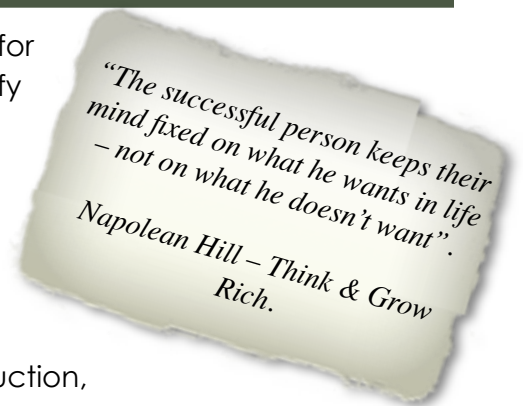 for
fy
“The successful person keeps their
mind fixed on what he wants in life
– not on what he doesn’t want”.
Napolean Hill – Think & Grow
Rich.
uction,